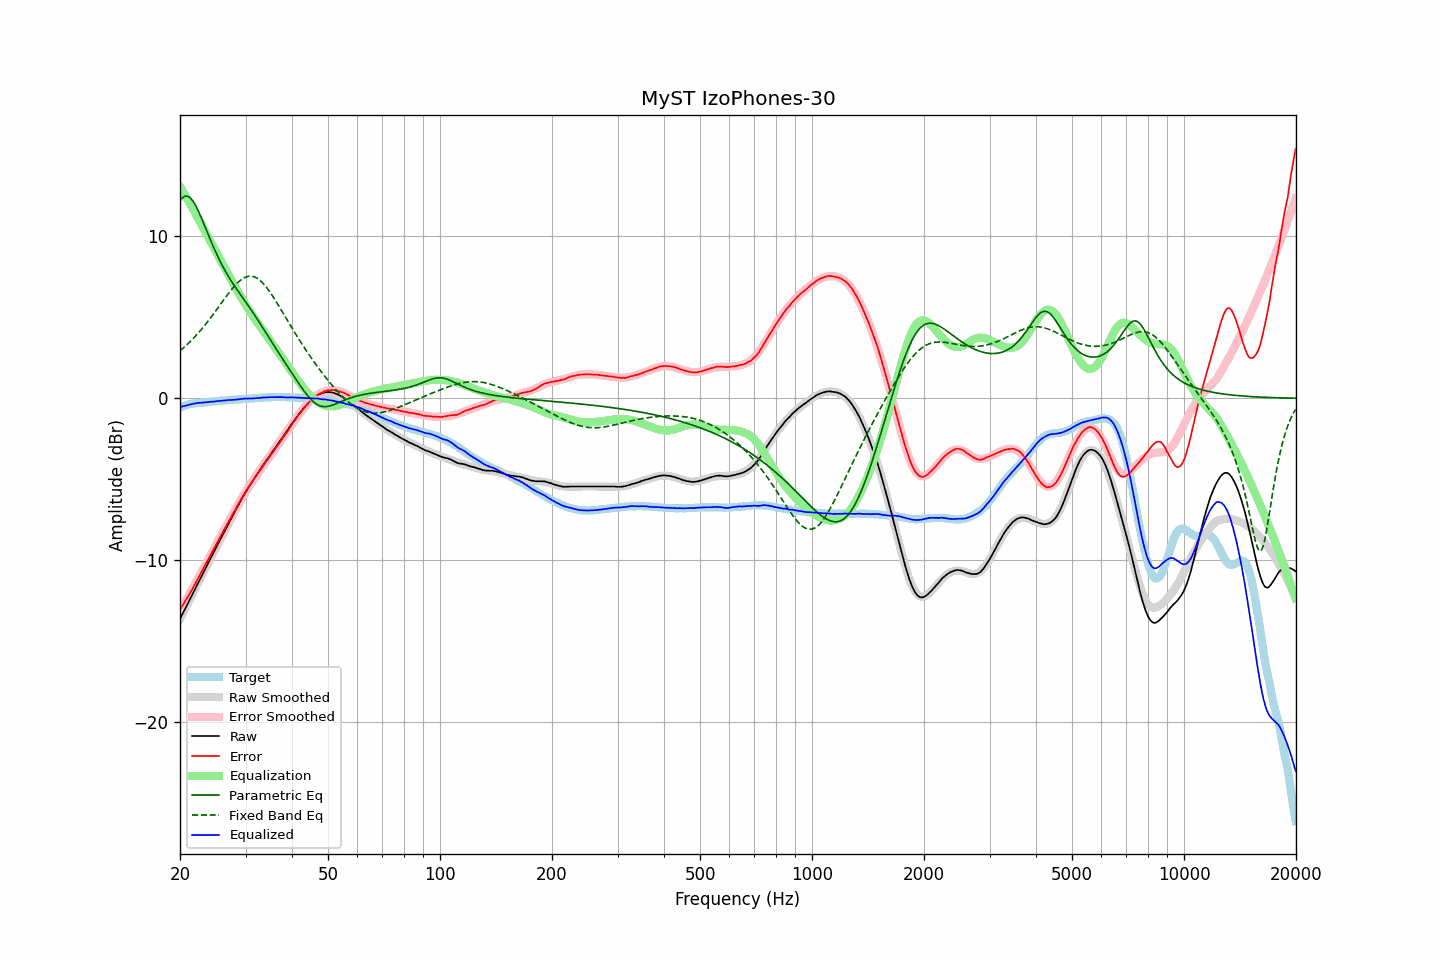 MyST IzoPhones-30
Amplitude (dBr)
10
0
−10
−20
Target
Raw Smoothed
Error Smoothed
Raw
Error
Equalization
Parametric Eq
Fixed Band Eq
Equalized
20 50 100 200 500 1000 2000 5000 10000 20000
Frequency (Hz)